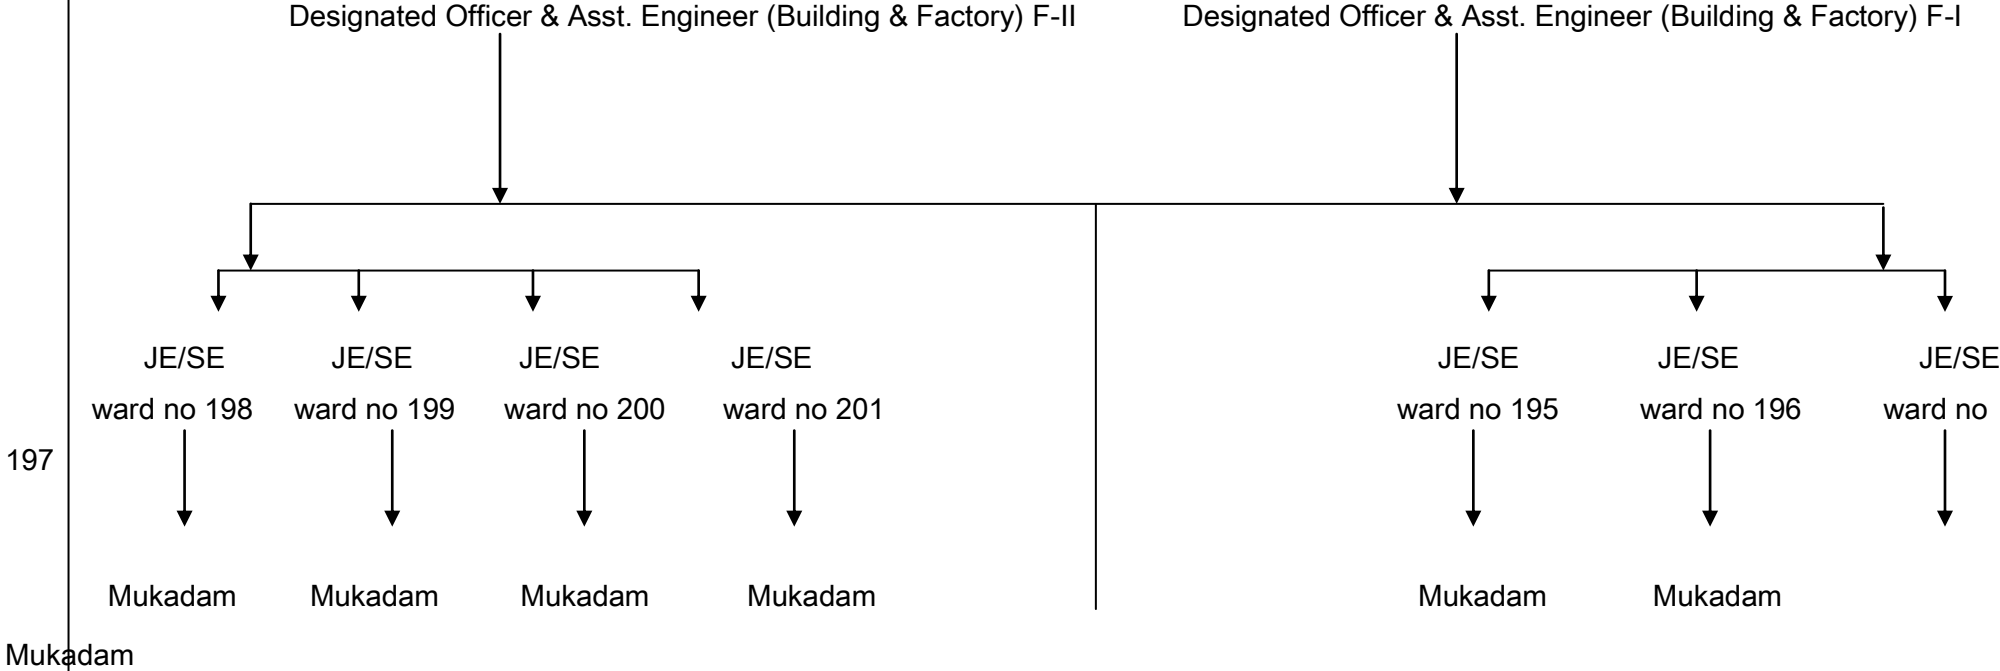 Designated Officer & Asst. Engineer (Building & Factory) F-II Designated Officer & Asst. Engineer (Building & Factory) F-I
JE/SE JE/SE JE/SE JE/SE JE/SE JE/SE JE/SE
ward no 198 ward no 199 ward no 200 ward no 201 ward no 195 ward no 196 ward no
197
Mukadam Mukadam Mukadam Mukadam Mukadam Mukadam
Mukadam